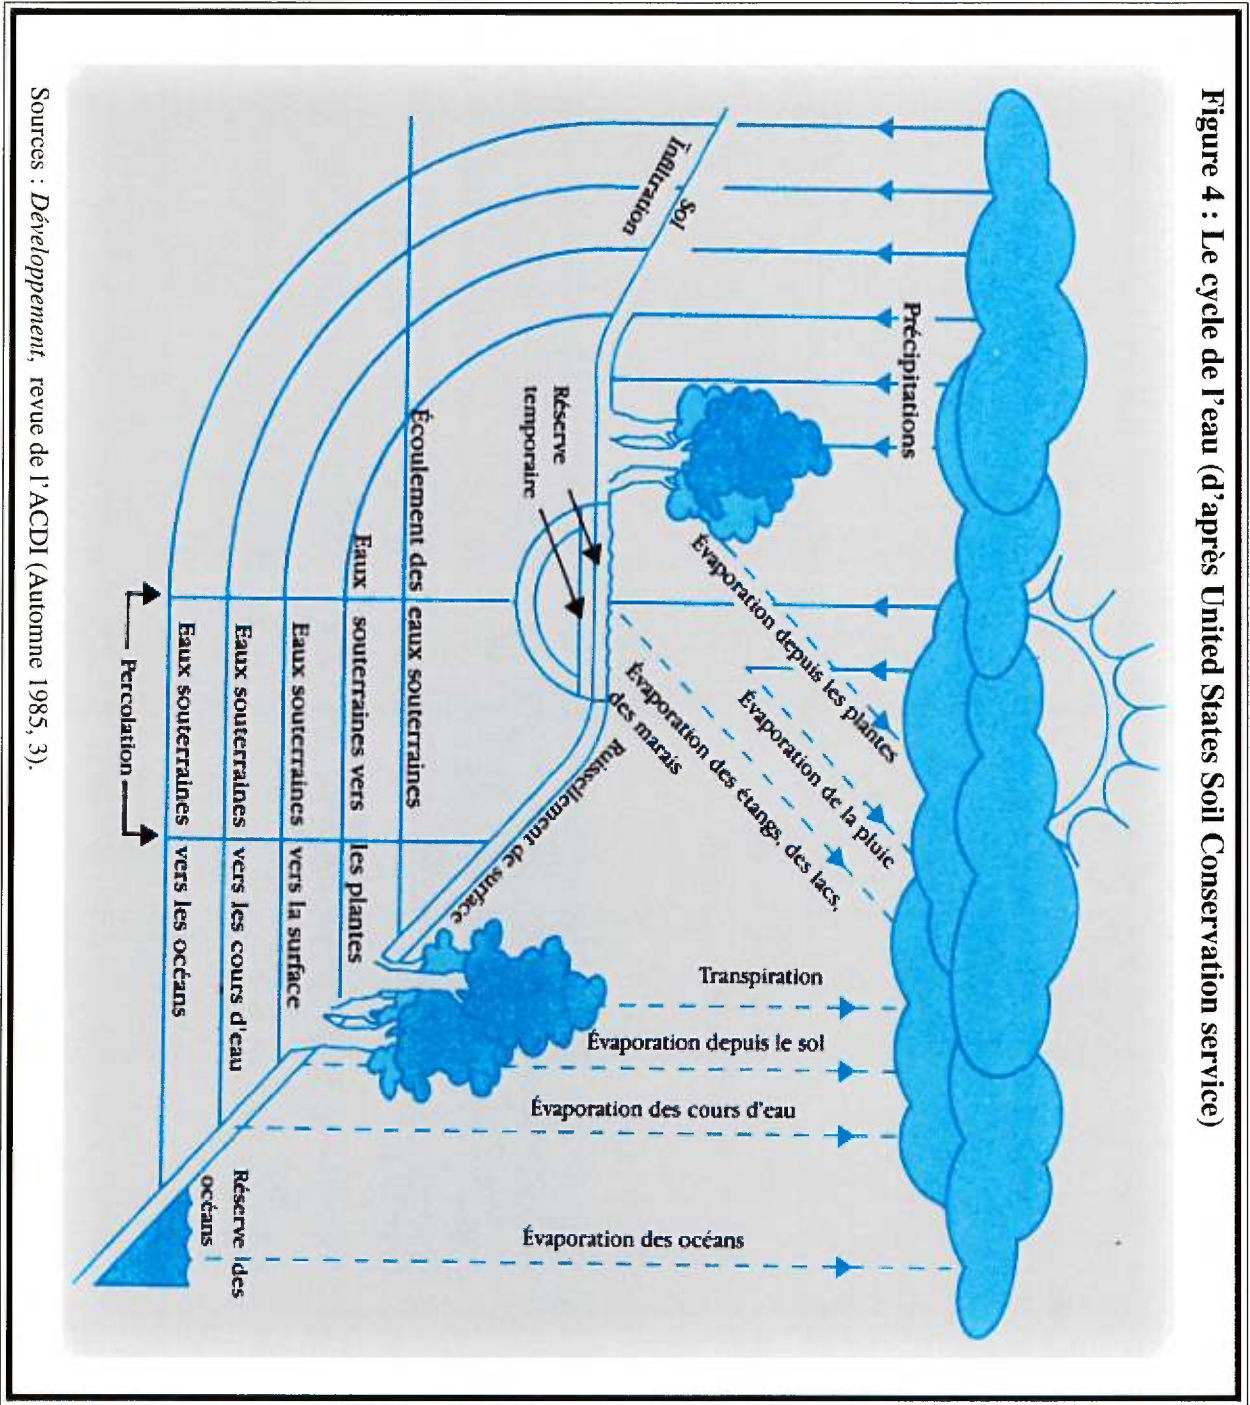 Figure 4 : Le cycle de l'eau (d'après United States Soil Conservation service)
Précipitations
Sol
Infiltration
Réserve
temporaire
Évaporation depuis les plantes
Évaporation de la pluie
Évaporation des étangs, des lacs,
des marais
Ruissellement de surface
Transpiration
Évaporation depuis le sol
Évaporation des cours d'eau
Évaporation des océans
Écoulement des eaux souterraines
Eaux souterraines vers les plantes
Eaux souterraines vers la surface
Eaux souterraines vers les cours d'eau
Eaux souterraines vers les océans
Réserve des
océans
Percolation
Sources : Développement, revue de l'ACDI (Automne 1985, 3).